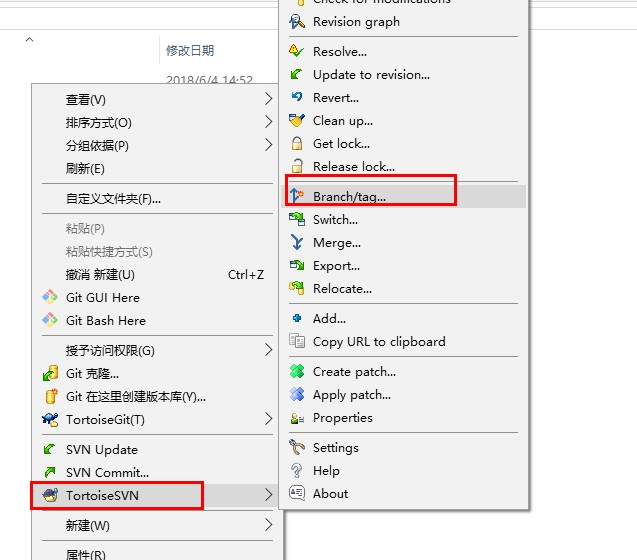 修改日期
2018/6/4 14:52
查看(V)
排序方式(O)
分组依据(P)
刷新(E)
自定义文件夹(F)...
粘贴(P)
粘贴快捷方式(S)
撤消 新建(U) Ctrl+Z
Git GUI Here
Git Bash Here
授予访问权限(G)
Git 克隆...
Git 在这里创建版本库(Y)...
TortoiseGit(T)
SVN Update
SVN Commit...
TortoiseSVN
新建(W)
属性(R)
Check for modifications
Revision graph
Resolve...
Update to revision...
Revert...
Clean up...
Get lock...
Release lock...
Branch/tag...
Switch...
Merge...
Export...
Relocate...
Add...
Copy URL to clipboard
Create patch...
Apply patch...
Properties
Settings
Help
About